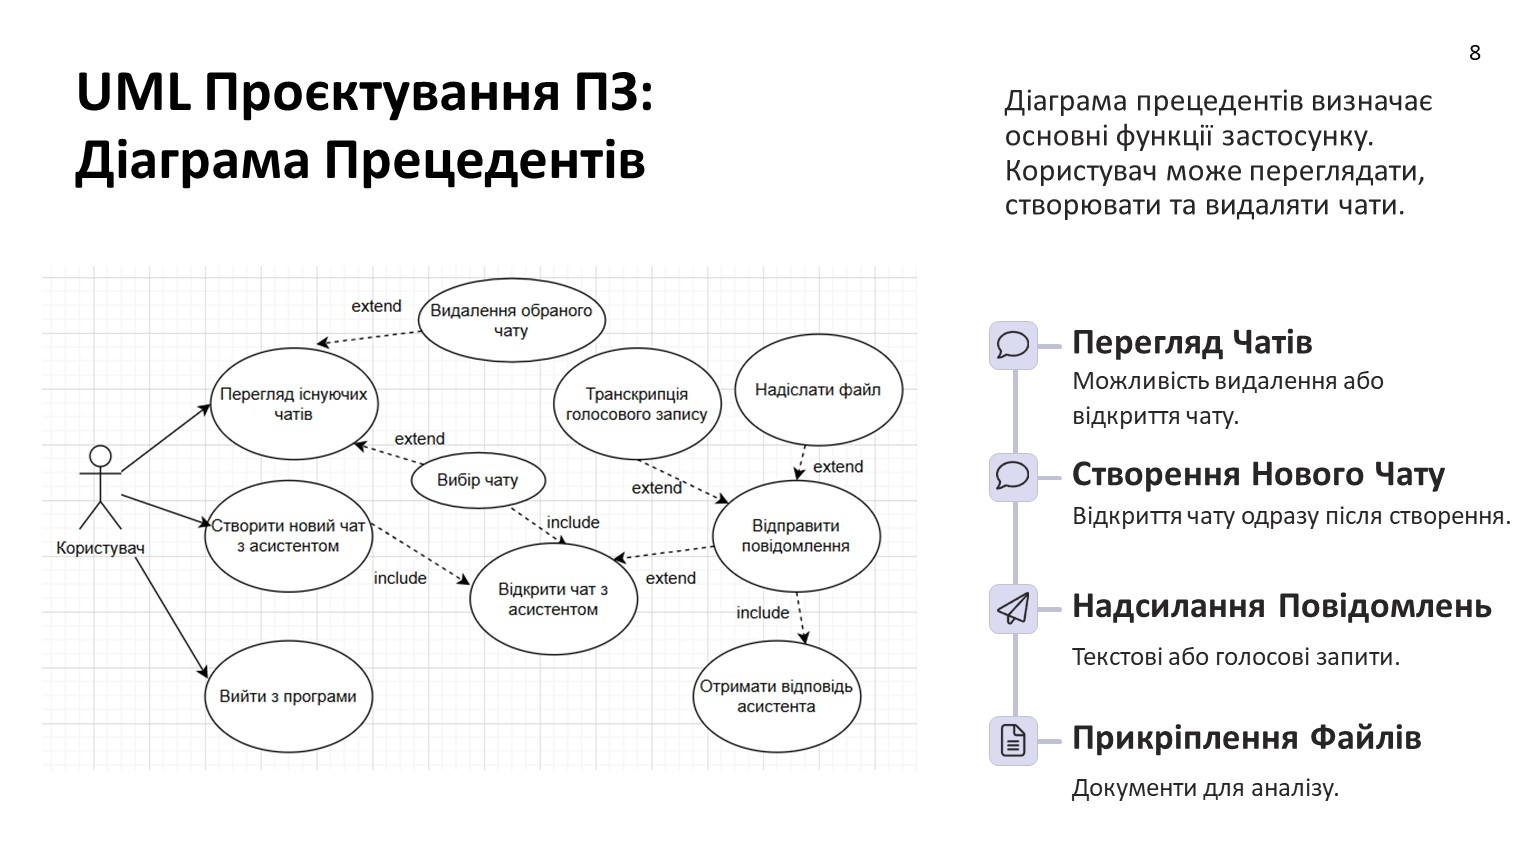 8
UML Проєктування ПЗ:
Діаграма Прецедентів
Діаграма прецедентів визначає
основні функції застосунку.
Користувач може переглядати,
створювати та видаляти чати.
extend
Видалення обраного
чату
Перегляд існуючих
чатів
Транскрипція
голосового запису
Надіслати файл
extend
Вибір чату
extend
extend
Користувач
Створити новий чат
з асистентом
include
include
Відправити
повідомлення
Відкрити чат з
асистентом
extend
include
Вийти з програми
Отримати відповідь
асистента
Перегляд Чатів
Можливість видалення або
відкриття чату.
Створення Нового Чату
Відкриття чату одразу після створення.
Надсилання Повідомлень
Текстові або голосові запити.
Прикріплення Файлів
Документи для аналізу.